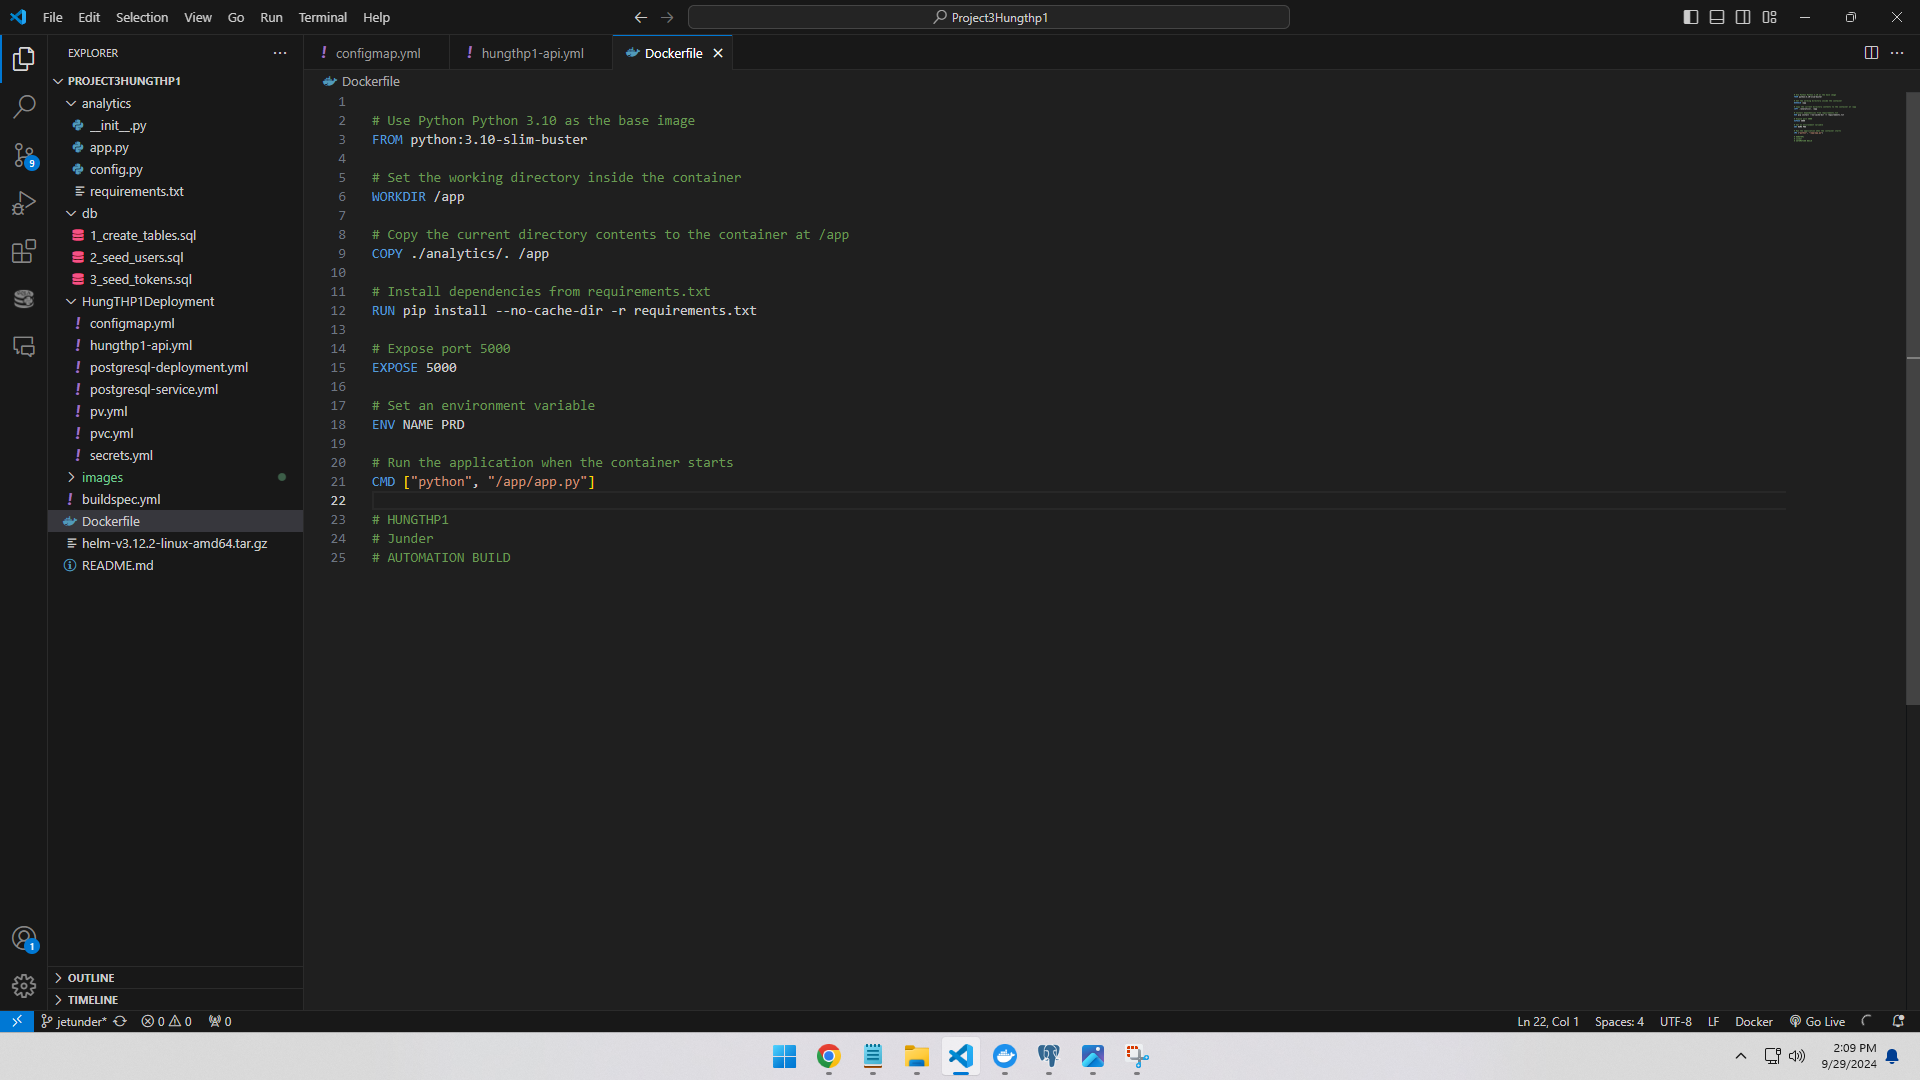 File Edit Selection View Go Run Terminal Help
Project3Hungthp1
EXPLORER
PROJECT3HUNGTHP1
analytics
__init__.py
app.py
config.py
requirements.txt
db
1_create_tables.sql
2_seed_users.sql
3_seed_tokens.sql
HungTHP1Deployment
configmap.yml
hungthp1-api.yml
postgresql-deployment.yml
postgresql-service.yml
pv.yml
pvc.yml
secrets.yml
images
buildspec.yml
Dockerfile
helm-v3.12.2-linux-amd64.tar.gz
README.md
OUTLINE
TIMELINE
9
1
configmap.yml hungthp1-api.yml Dockerfile
Dockerfile
1
2 # Use Python Python 3.10 as the base image
3 FROM python:3.10-slim-buster
4
5 # Set the working directory inside the container
6 WORKDIR /app
7
8 # Copy the current directory contents to the container at /app
9 COPY ./analytics/. /app
10
11 # Install dependencies from requirements.txt
12 RUN pip install --no-cache-dir -r requirements.txt
13
14 # Expose port 5000
15 EXPOSE 5000
16
17 # Set an environment variable
18 ENV NAME PRD
19
20 # Run the application when the container starts
21 CMD ["python", "/app/app.py"]
22
23 # HUNGTHP1
24 # Junder
25 # AUTOMATION BUILD
jetunder* 0 0 0
Ln 22, Col 1 Spaces: 4 UTF-8 LF Docker Go Live
2:09 PM
9/29/2024